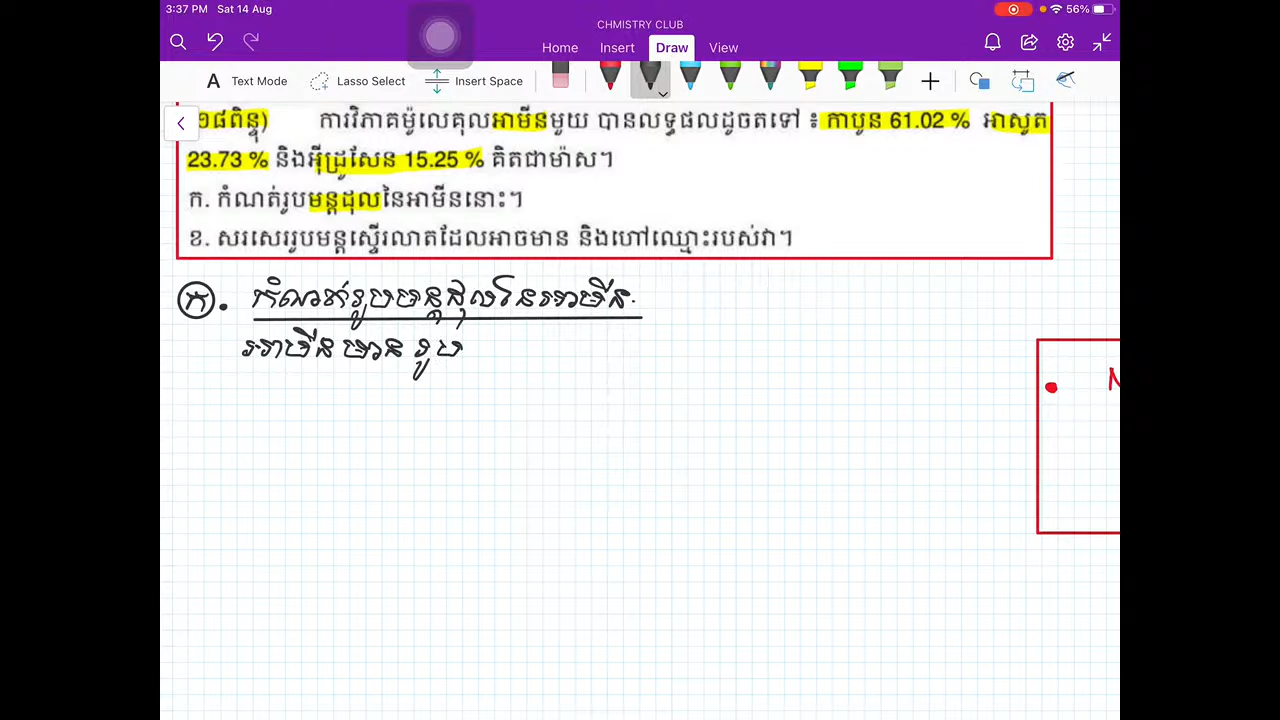 3:37 PM Sat 14 Aug
56%
CHMISTRY CLUB
Home Insert Draw View
Text Mode Lasso Select Insert Space
១៨ពិន្ទុ) ការវិភាគម៉ូលេគុលអាមីនមួយ បានលទ្ធផលដូចតទៅ ៖ កាបូន 61.02 % អាសូត
23.73 % និងអ៊ីដ្រូសែន 15.25 % គិតជាម៉ាស។
ក. កំណត់រូបមន្តដុលនៃអាមីននោះ។
ខ. សរសេររូបមន្តស្ទើរលាតដែលអាចមាន និងហៅឈ្មោះរបស់វា។
ក. កំណត់រូបមន្តដុលនៃអាមីន
អាមីនមាន រូប